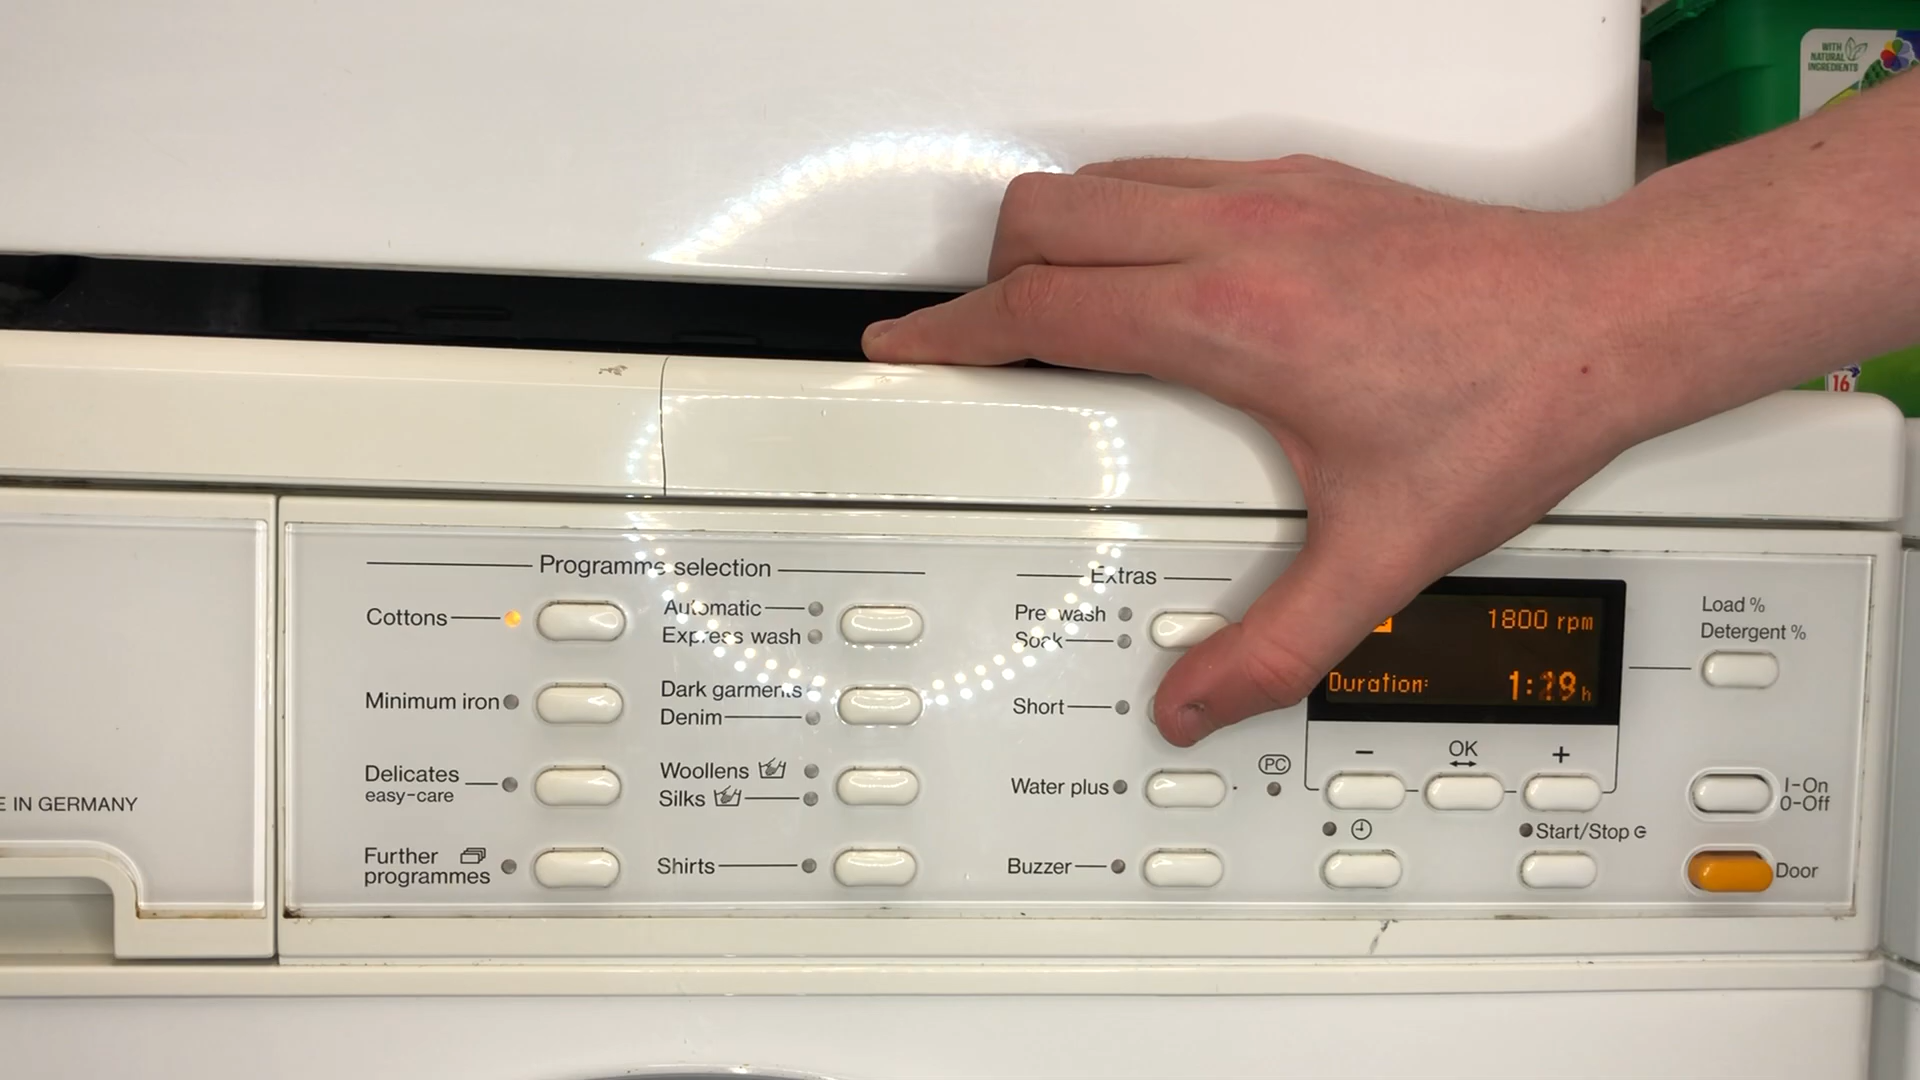 WITH
NATURAL
INGREDIENTS
16
Programme selection
Extras
Cottons
Automatic
Express wash
Pre wash
Soak
1800 rpm
Load %
Detergent %
Minimum iron
Dark garments
Denim
Short
Duration:
h
Delicates
easy-care
Woollens
Silks
Water plus
PC
−
OK
+
I-On
0-Off
E IN GERMANY
Start/Stop
Further
programmes
Shirts
Buzzer
Door